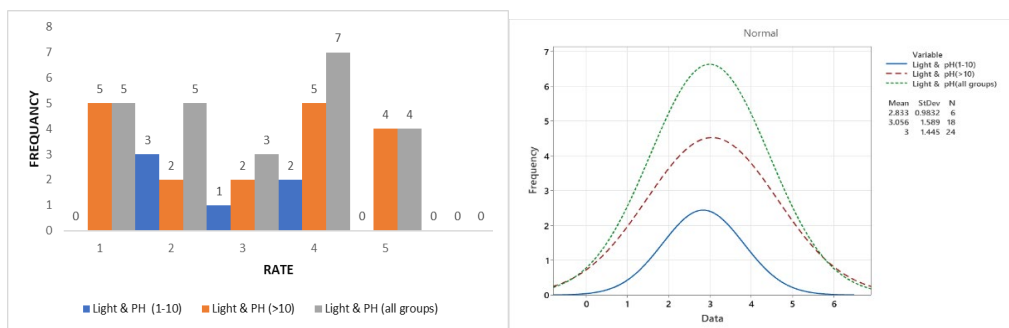 8
7
6
5
4
3
2
1
0
FREQUANCY
0 5 5
3 2 5
1 2 3
2 5 7
0 4 4
0 0 0
1 2 3 4 5
RATE
Light & PH (1-10) Light & PH (>10) Light & PH (all groups)
Normal
7
6
5
4
3
2
1
0
Frequency
0 1 2 3 4 5 6
Data
Variable
Light & pH(1-10)
Light & pH(>10)
Light & pH(all groups)
Mean StDev N
2.833 0.9832 6
3.056 1.589 18
3 1.445 24